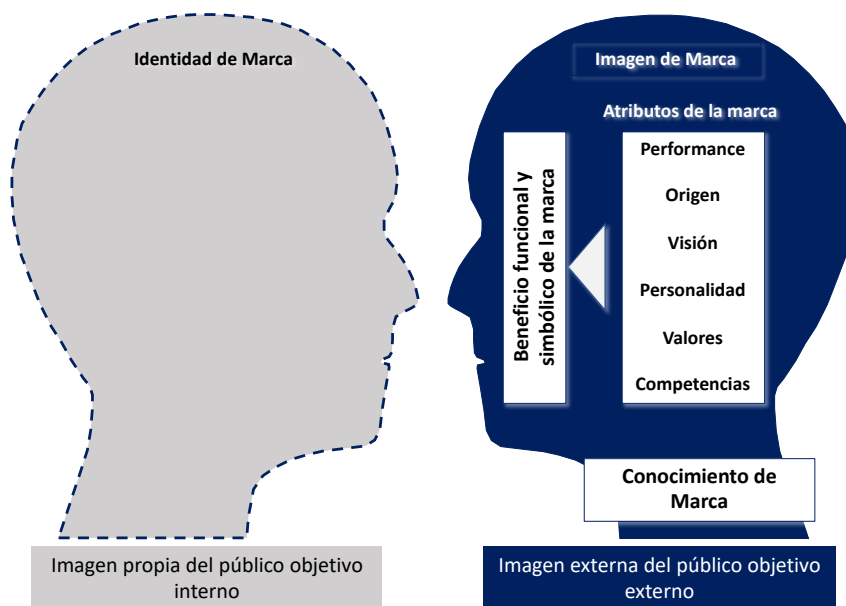 Identidad de Marca
Imagen propia del público objetivo
interno
Imagen de Marca
Atributos de la marca
Beneficio funcional y
simbólico de la marca
Performance
Origen
Visión
Personalidad
Valores
Competencias
Conocimiento de
Marca
Imagen externa del público objetivo
externo